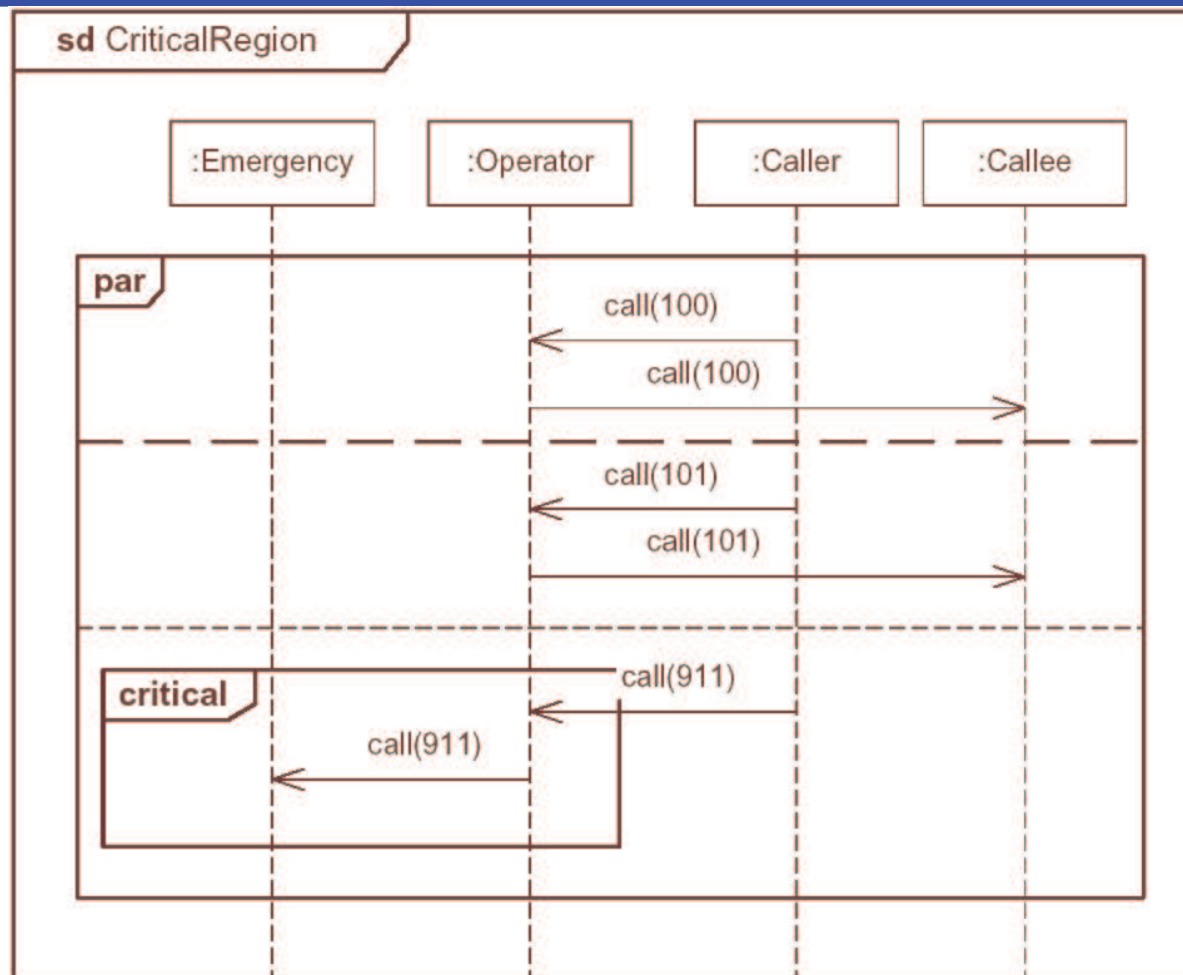 sd CriticalRegion
:Emergency
:Operator
:Caller
:Callee
par
call(100)
call(100)
call(101)
call(101)
critical
call(911)
call(911)